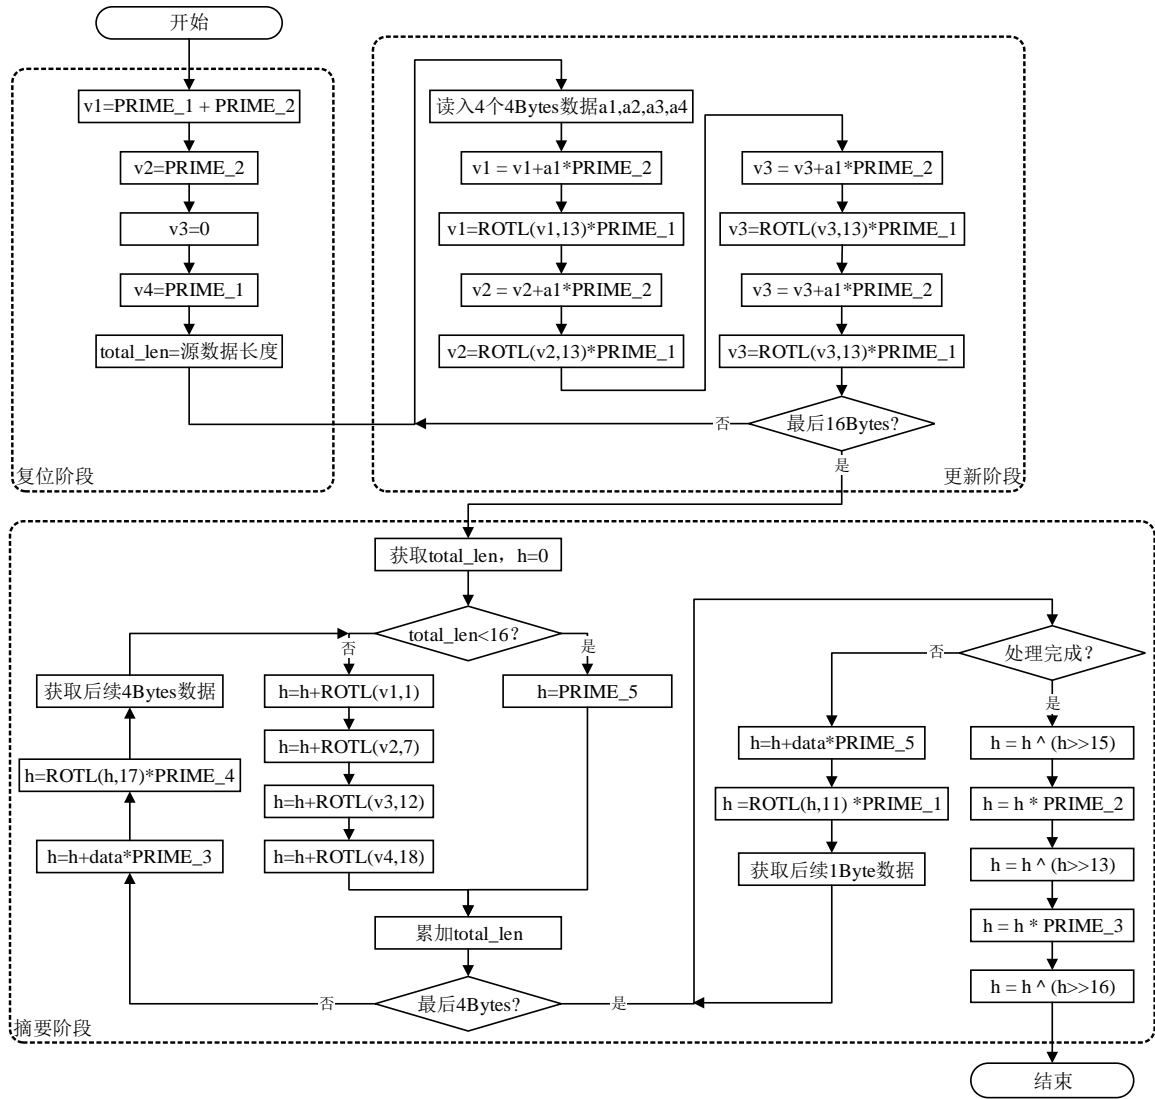 开始
v1=PRIME_1 + PRIME_2
v2=PRIME_2
v3=0
v4=PRIME_1
total_len=源数据长度
复位阶段
读入4个4Bytes数据a1,a2,a3,a4
v1 = v1+a1*PRIME_2
v1=ROTL(v1,13)*PRIME_1
v2 = v2+a1*PRIME_2
v2=ROTL(v2,13)*PRIME_1
v3 = v3+a1*PRIME_2
v3=ROTL(v3,13)*PRIME_1
v3 = v3+a1*PRIME_2
v3=ROTL(v3,13)*PRIME_1
最后16Bytes?
否
是
更新阶段
获取total_len，h=0
total_len<16?
否
是
h=h+ROTL(v1,1)
h=h+ROTL(v2,7)
h=h+ROTL(v3,12)
h=h+ROTL(v4,18)
h=PRIME_5
累加total_len
最后4Bytes?
否
是
h=h+data*PRIME_3
h=ROTL(h,17)*PRIME_4
获取后续4Bytes数据
处理完成？
否
是
h=h+data*PRIME_5
h =ROTL(h,11) *PRIME_1
获取后续1Byte数据
h = h ^ (h>>15)
h = h * PRIME_2
h = h ^ (h>>13)
h = h * PRIME_3
h = h ^ (h>>16)
摘要阶段
结束